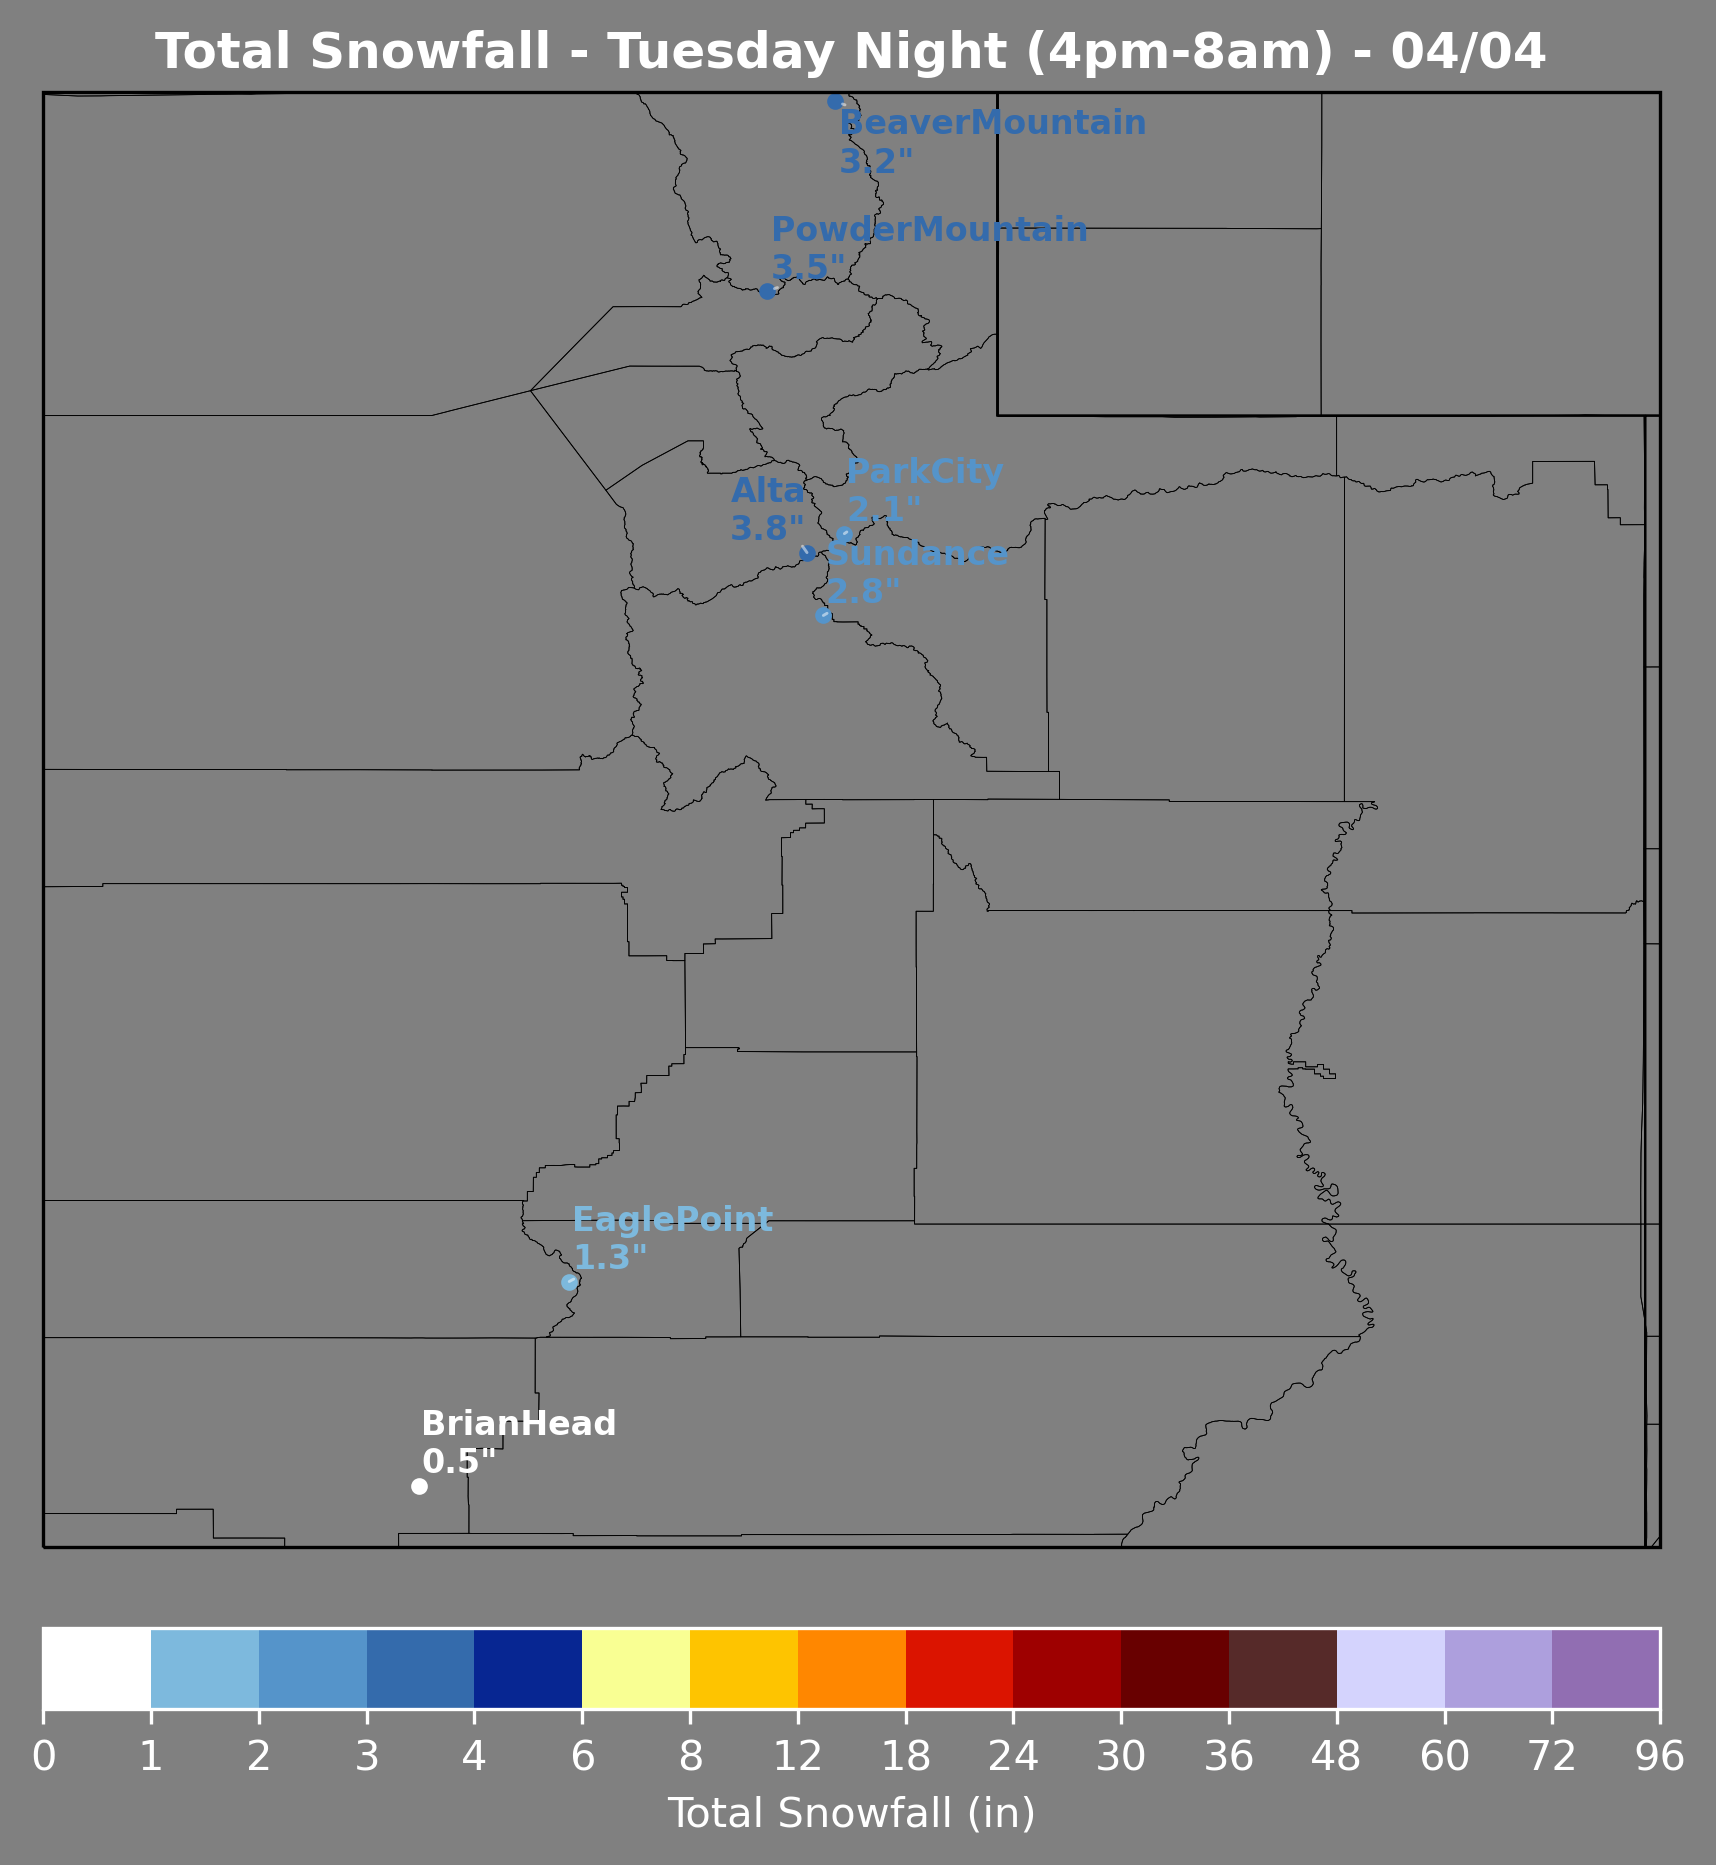 Total Snowfall - Tuesday Night (4pm-8am) - 04/04
BeaverMountain
3.2"
PowderMountain
3.5"
ParkCity
2.1"
Alta
3.8"
Sundance
2.8"
EaglePoint
1.3"
BrianHead
0.5"
0 1 2 3 4 6 8 12 18 24 30 36 48 60 72 96
Total Snowfall (in)